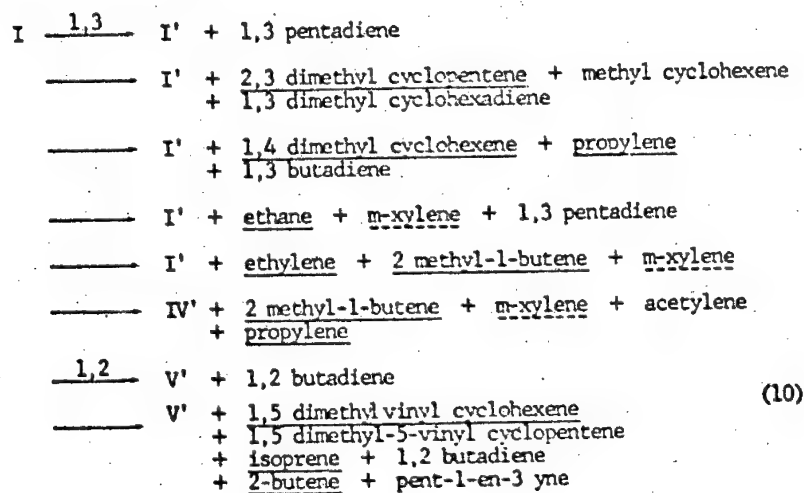 I 1,3 I' + 1,3 pentadiene
I' + 2,3 dimethyl cyclopentene + methyl cyclohexene
+ 1,3 dimethyl cyclohexadiene
I' + 1,4 dimethyl cyclohexene + propylene
+ 1,3 butadiene
I' + ethane + m-xylene + 1,3 pentadiene
I' + ethylene + 2 methyl-1-butene + m-xylene
IV' + 2 methyl-1-butene + m-xylene + acetylene
+ propylene
1,2 V' + 1,2 butadiene
(10)
V' + 1,5 dimethyl vinyl cyclohexene
+ 1,5 dimethyl-5-vinyl cyclopentene
+ isoprene + 1,2 butadiene
+ 2-butene + pent-1-en-3 yne